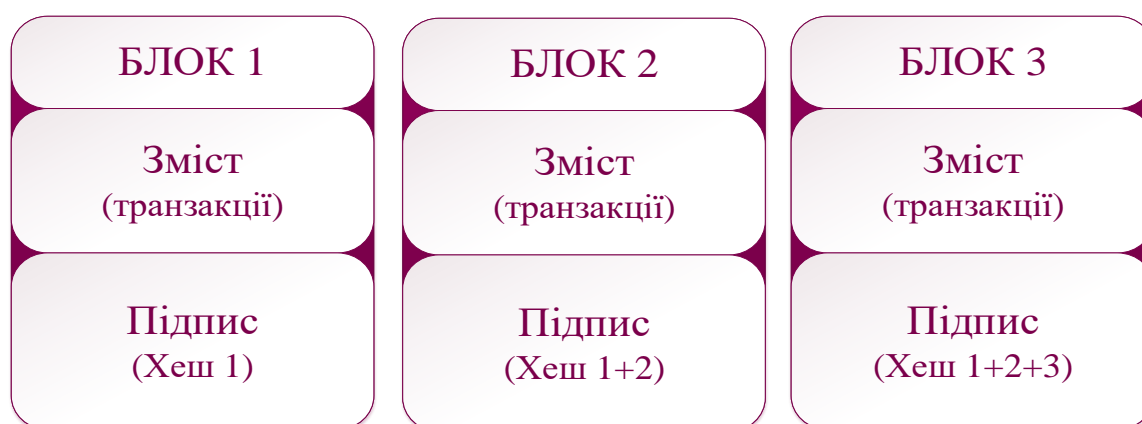 БЛОК 1
Зміст
(транзакції)
Підпис
(Хеш 1)
БЛОК 2
Зміст
(транзакції)
Підпис
(Хеш 1+2)
БЛОК 3
Зміст
(транзакції)
Підпис
(Хеш 1+2+3)